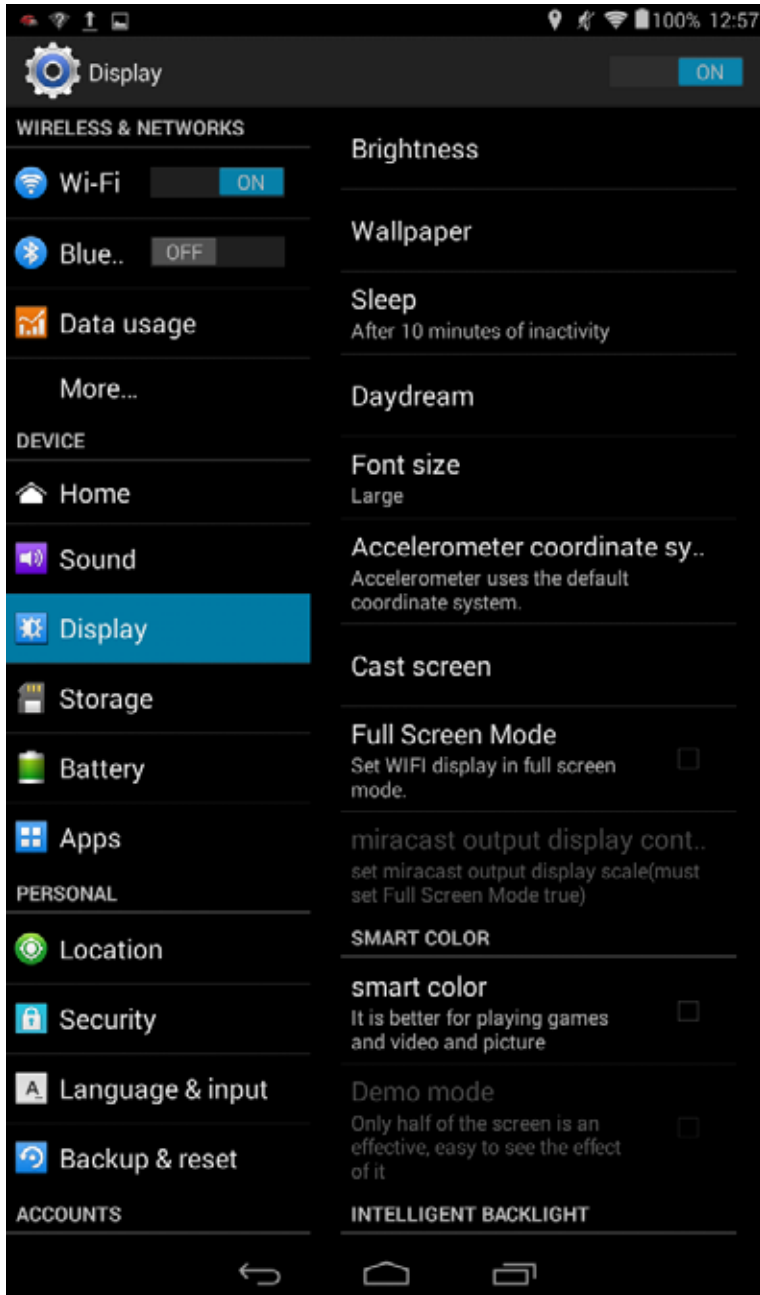 100% 12:57
Display
ON
WIRELESS & NETWORKS
Wi-Fi
ON
Blue..
OFF
Data usage
More...
DEVICE
Home
Sound
Display
Storage
Battery
Apps
PERSONAL
Location
Security
A
Language & input
Backup & reset
ACCOUNTS
Brightness
Wallpaper
Sleep
After 10 minutes of inactivity
Daydream
Font size
Large
Accelerometer coordinate sy..
Accelerometer uses the default
coordinate system.
Cast screen
Full Screen Mode
Set WIFI display in full screen
mode.
miracast output display cont..
set miracast output display scale(must
set Full Screen Mode true)
SMART COLOR
smart color
It is better for playing games
and video and picture
Demo mode
Only half of the screen is an
effective, easy to see the effect
of it
INTELLIGENT BACKLIGHT